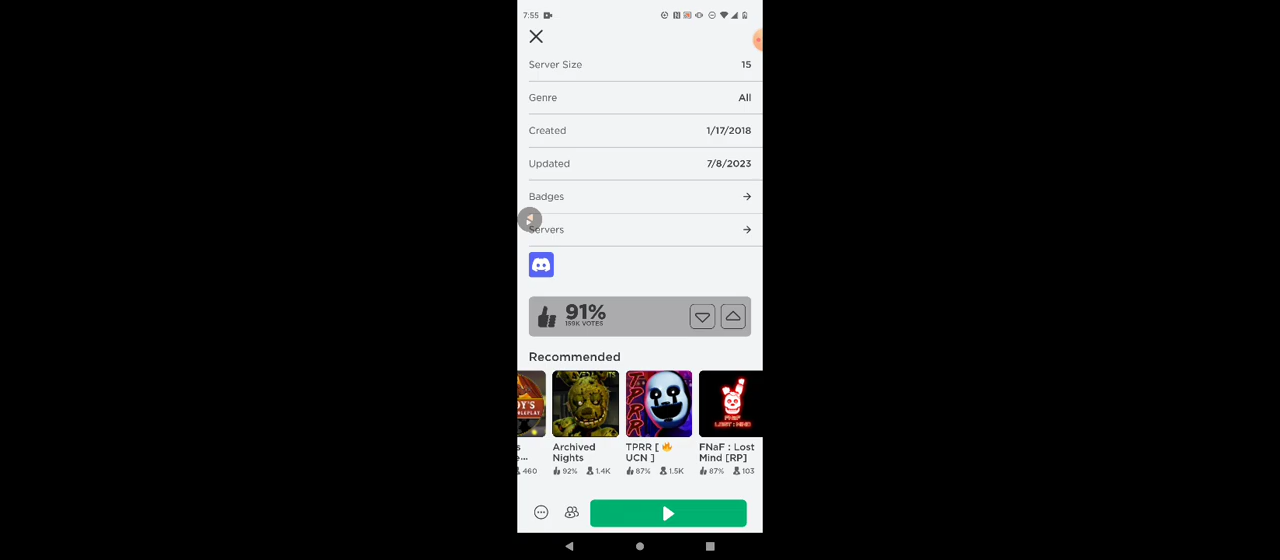 7:55
Server Size 15
Genre All
Created 1/17/2018
Updated 7/8/2023
Badges
Servers
91%
VOTES
Recommended
Archived
Nights
92% 1.4K
TPRR [ 🔥
UCN ]
87% 1.5K
FNaF : Lost
Mind [RP]
87% 103
460